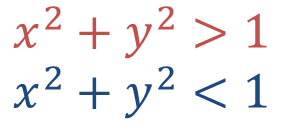 x² + y² > 1
x² + y² < 1